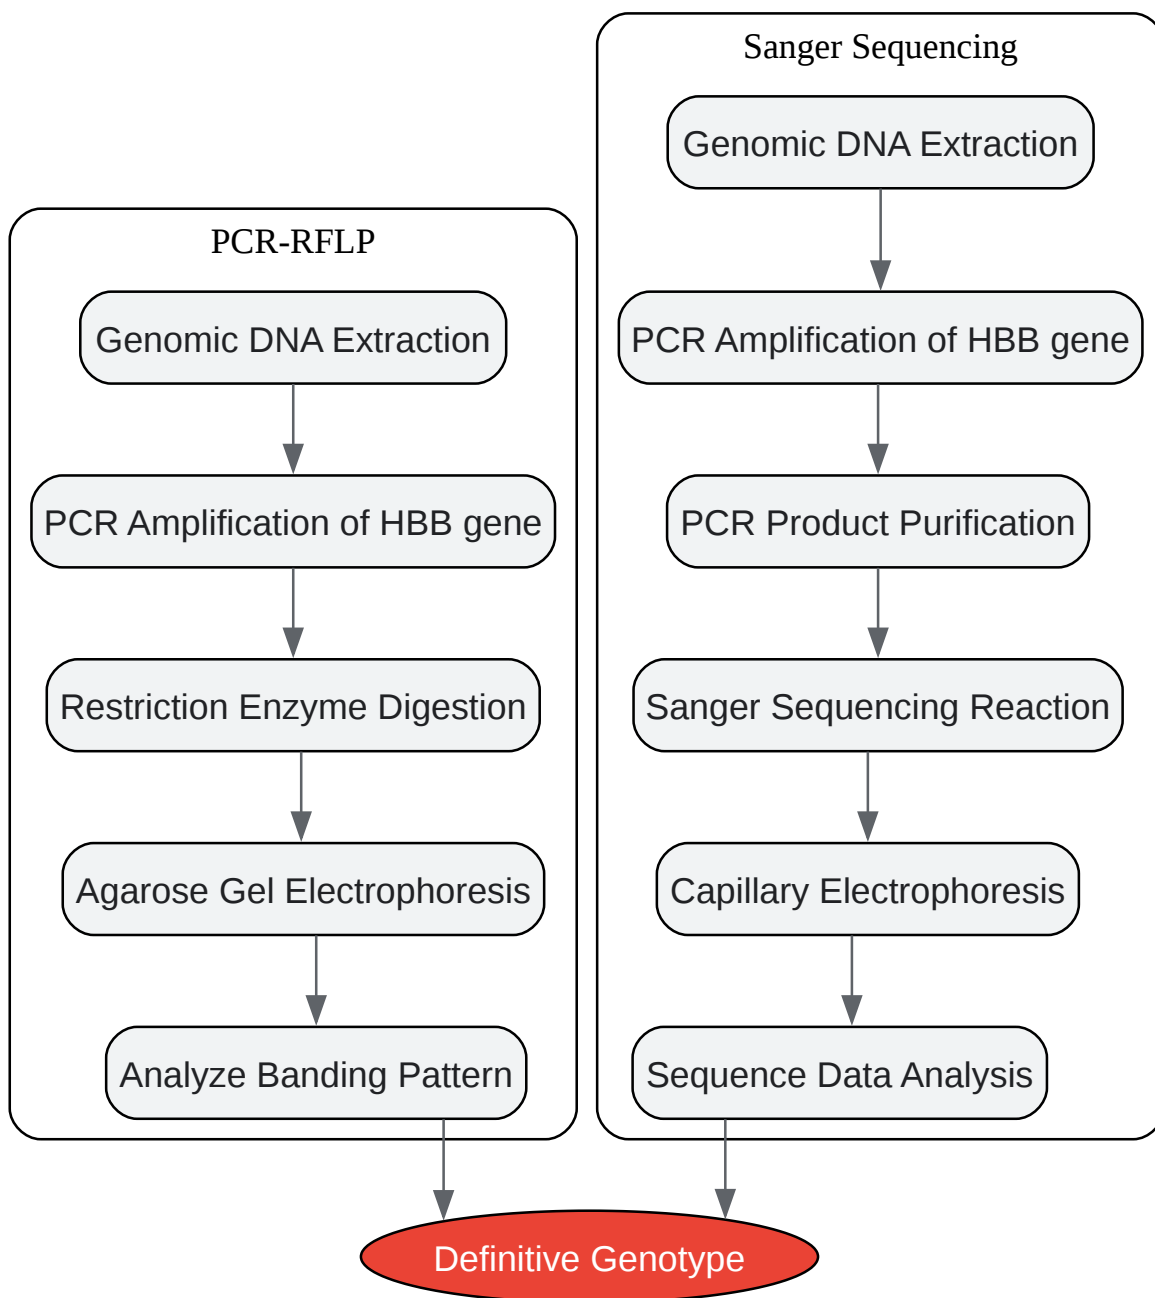 PCR-RFLP
Genomic DNA Extraction
PCR Amplification of HBB gene
Restriction Enzyme Digestion
Agarose Gel Electrophoresis
Analyze Banding Pattern
Sanger Sequencing
Genomic DNA Extraction
PCR Amplification of HBB gene
PCR Product Purification
Sanger Sequencing Reaction
Capillary Electrophoresis
Sequence Data Analysis
Definitive Genotype